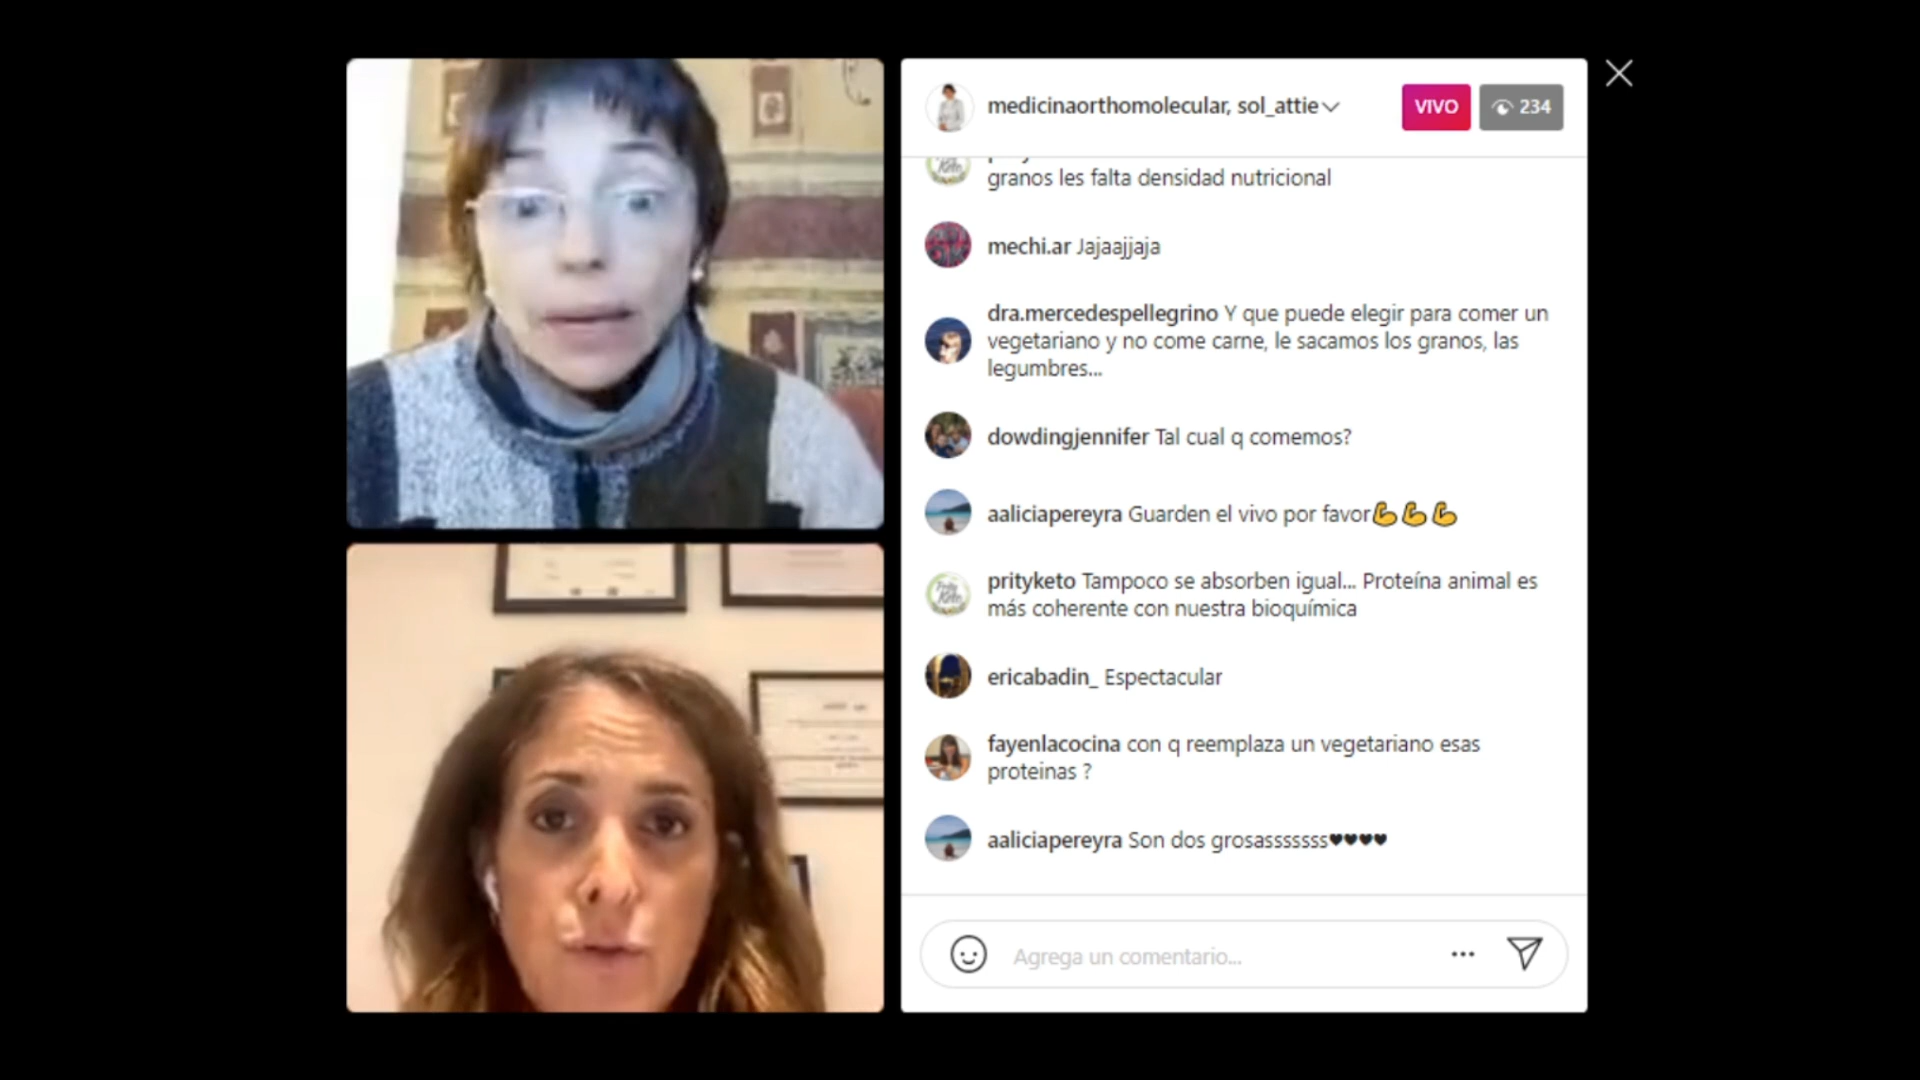 medicinaorthomolecular, sol_attie
VIVO
234
granos les falta densidad nutricional
mechi.ar Jajaajjaja
dra.mercedespellegrino Y que puede elegir para comer un
vegetariano y no come carne, le sacamos los granos, las
legumbres...
dowdingjennifer Tal cual q comemos?
aaliciapereyra Guarden el vivo por favor💪💪💪
prityketo Tampoco se absorben igual... Proteína animal es
más coherente con nuestra bioquímica
ericabadin_ Espectacular
fayenlacocina con q reemplaza un vegetariano esas
proteinas ?
aaliciapereyra Son dos grosasssssss♥♥♥♥
Agrega un comentario...